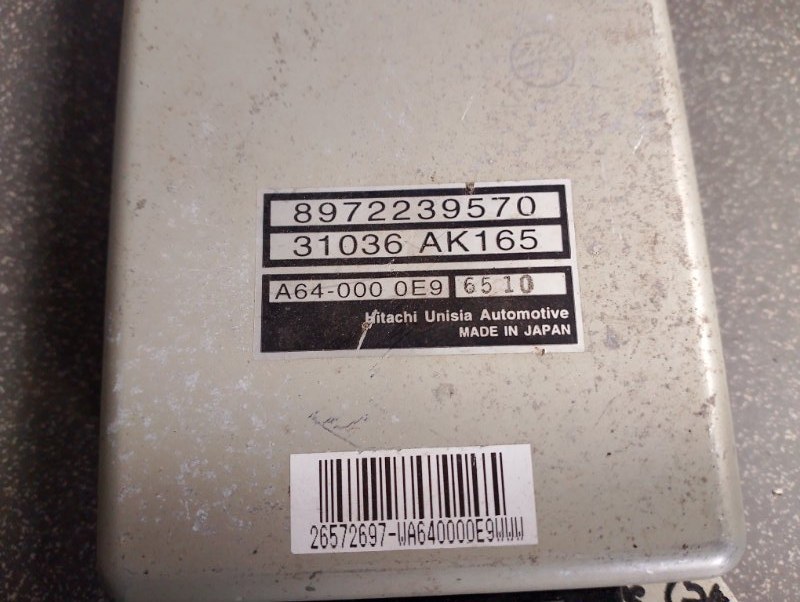 8972239570
31036 AK165
A64-000 0E9 6510
Hitachi Unisia Automotive
MADE IN JAPAN
26572697-WA640000E9WWW